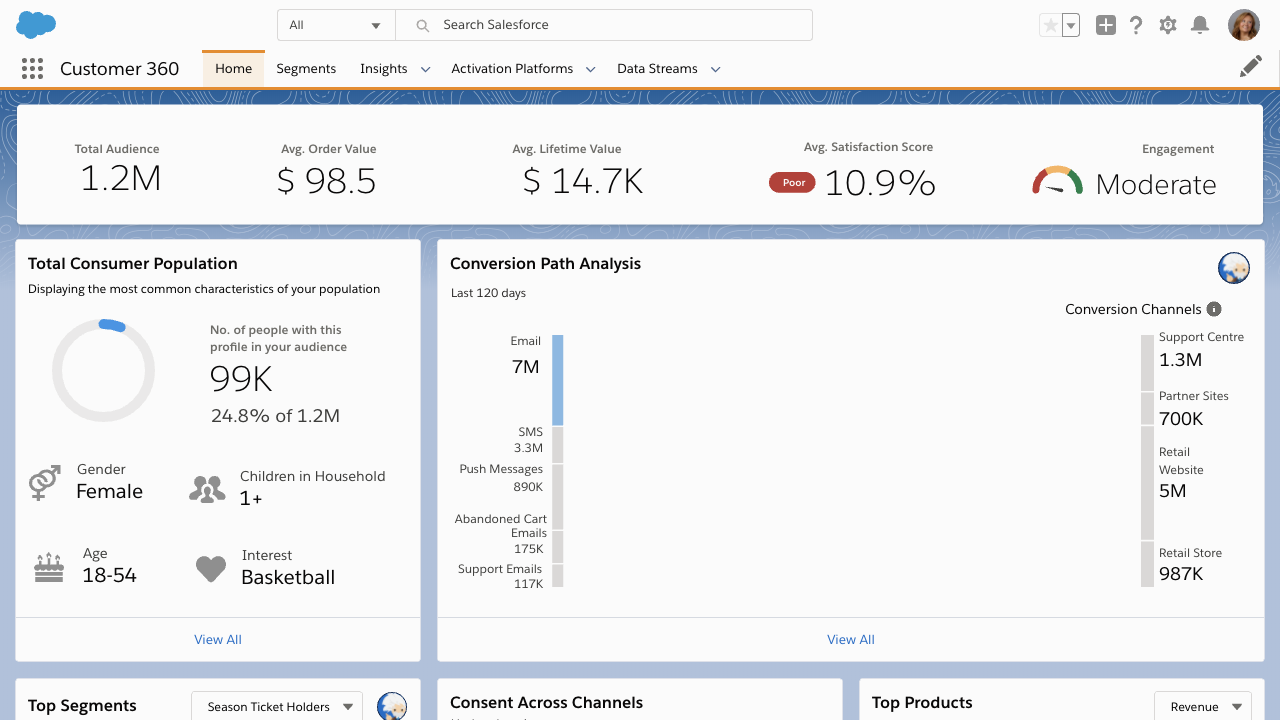 All
Search Salesforce
Customer 360
Home
Segments
Insights
Activation Platforms
Data Streams
Total Audience
1.2M
Avg. Order Value
$ 98.5
Avg. Lifetime Value
$ 14.7K
Avg. Satisfaction Score
Poor
10.9%
Engagement
Moderate
Total Consumer Population
Displaying the most common characteristics of your population
No. of people with this
profile in your audience
99K
24.8% of 1.2M
Gender
Female
Children in Household
1+
Age
18-54
Interest
Basketball
View All
Conversion Path Analysis
Last 120 days
Conversion Channels
Email
7M
SMS
3.3M
Push Messages
890K
Abandoned Cart
Emails
175K
Support Emails
117K
Support Centre
1.3M
Partner Sites
700K
Retail
Website
5M
Retail Store
987K
View All
Top Segments
Season Ticket Holders
Consent Across Channels
Top Products
Revenue